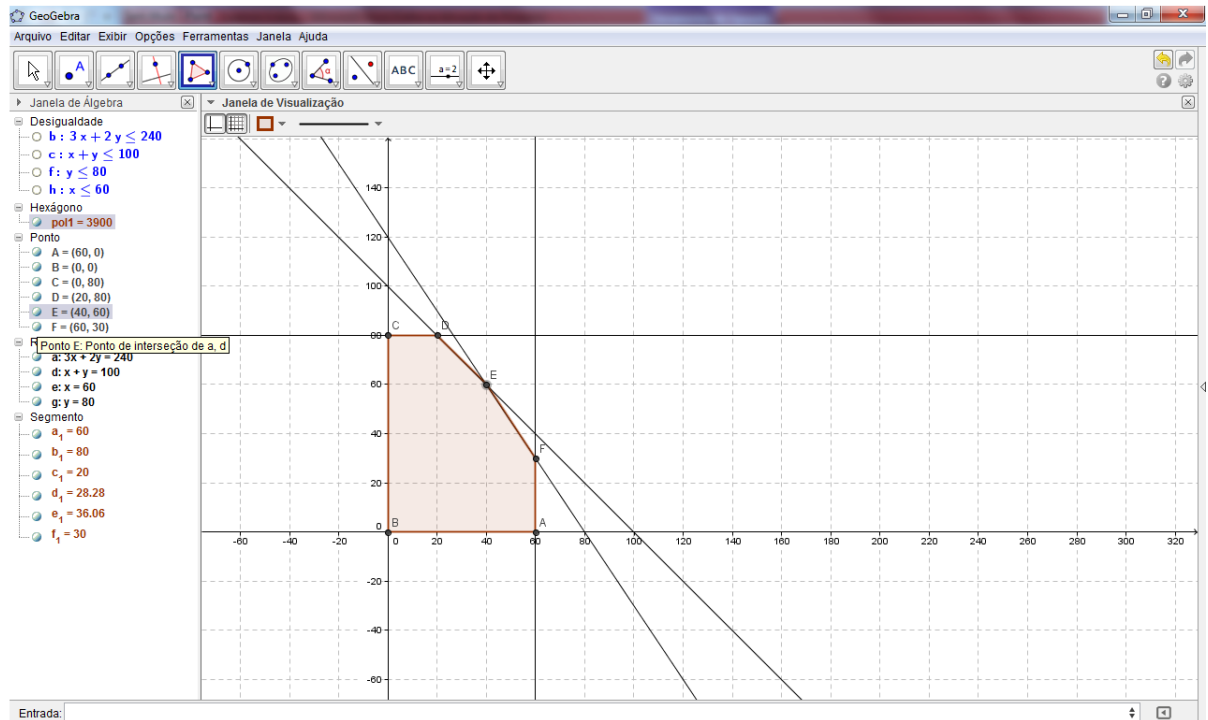 GeoGebra
Arquivo Editar Exibir Opções Ferramentas Janela Ajuda
A
α
ABC
a=2
Janela de Álgebra
Desigualdade
b : 3 x + 2 y ≤ 240
c : x + y ≤ 100
f : y ≤ 80
h : x ≤ 60
Hexágono
pol1 = 3900
Ponto
A = (60, 0)
B = (0, 0)
C = (0, 80)
D = (20, 80)
E = (40, 60)
F = (60, 30)
R
Ponto E: Ponto de interseção de a, d
a: 3x + 2y = 240
d: x + y = 100
e: x = 60
g: y = 80
Segmento
a1 = 60
b1 = 80
c1 = 20
d1 = 28.28
e1 = 36.06
f1 = 30
Janela de Visualização
140
120
100
80
60
40
20
0
-20
-40
-60
-60 -40 -20 0 20 40 60 80 100 120 140 160 180 200 220 240 260 280 300 320
C
D
E
F
B
A
Entrada: